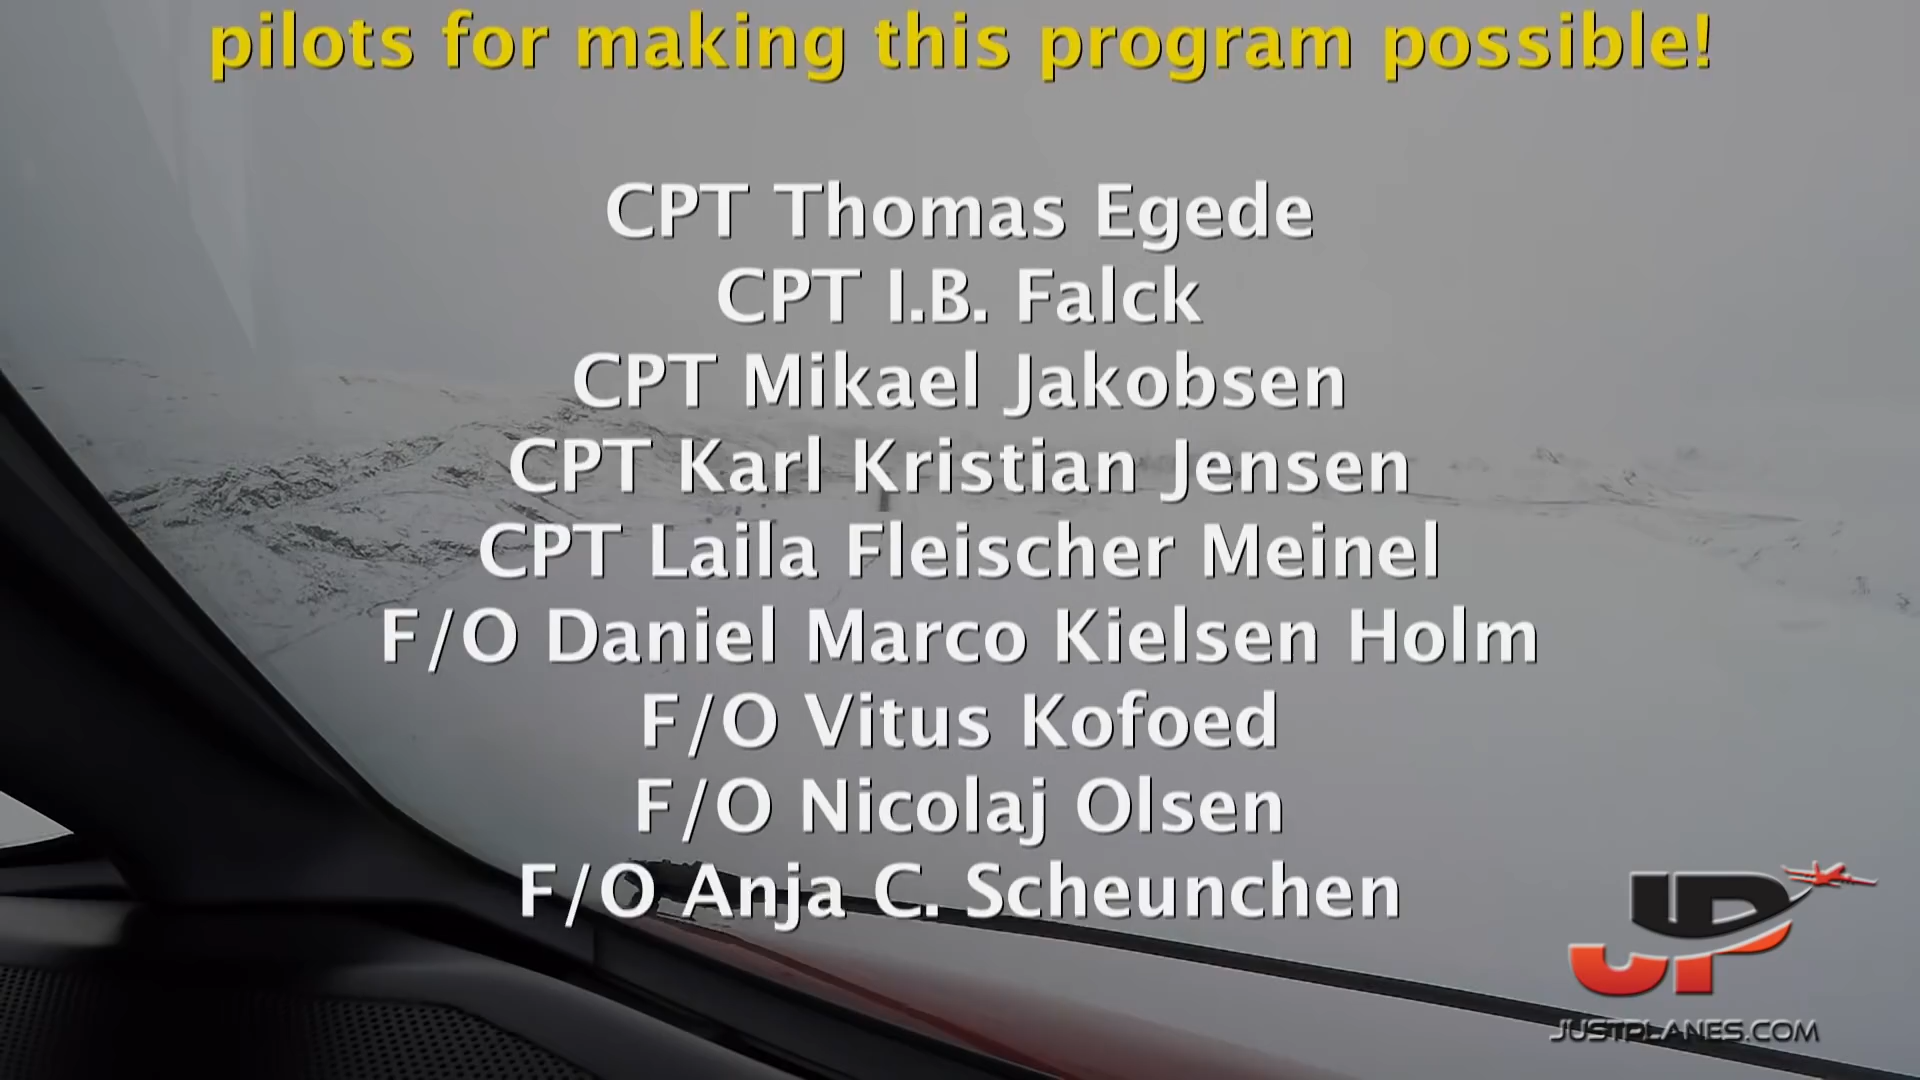 pilots for making this program possible!
CPT Thomas Egede
CPT I.B. Falck
CPT Mikael Jakobsen
CPT Karl Kristian Jensen
CPT Laila Fleischer Meinel
F/O Daniel Marco Kielsen Holm
F/O Vitus Kofoed
F/O Nicolaj Olsen
F/O Anja C. Scheunchen
JP
JUSTPLANES.COM